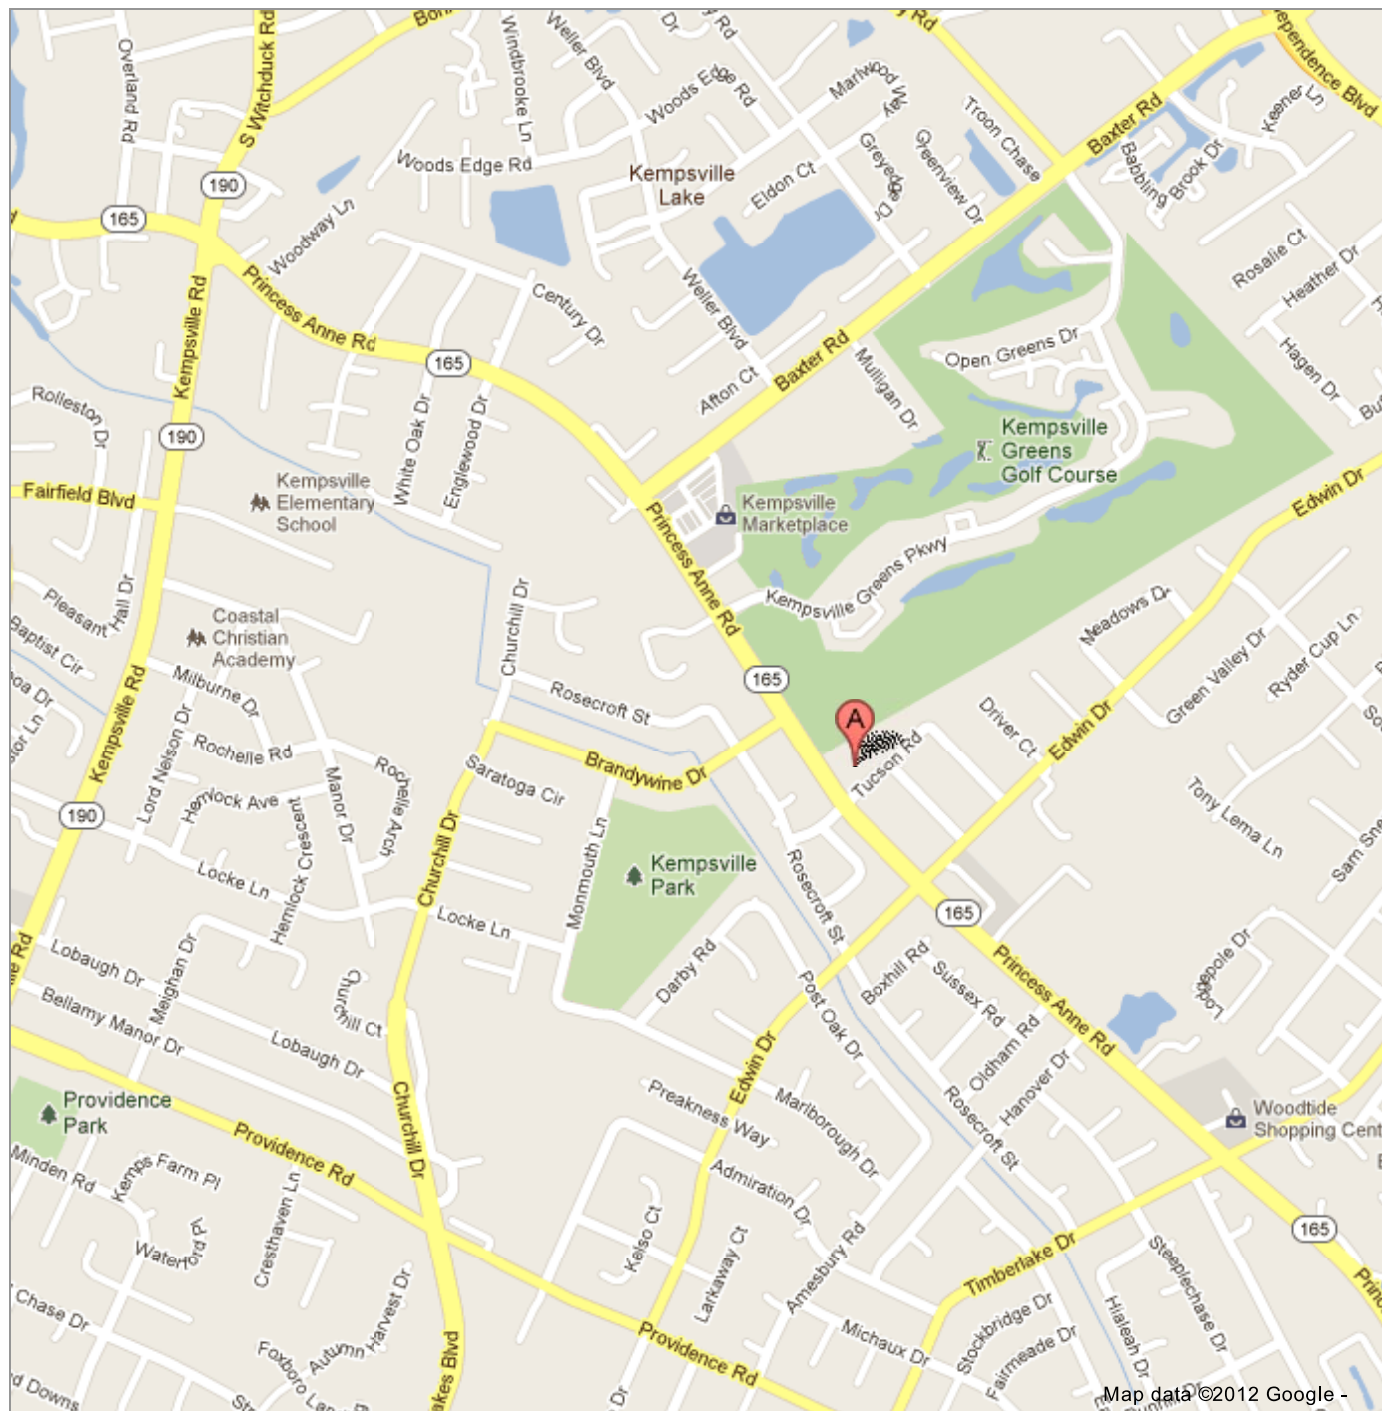 Overland Rd
S Witchduck Rd
Windbrooke Ln
Weller Blvd
Woods Edge Rd
Marlwood Way
Troon Chase
Baxter Rd
Keener Ln
Babbling Brook Dr
Woods Edge Rd
Kempsville
Lake
Eldon Ct
Greyedge Dr
Greenview Dr
190
165
Woodway Ln
Princess Anne Rd
Kempsville Rd
Century Dr
Weller Blvd
Rosalie Ct
Heather Dr
Hagen Dr
165
Baxter Rd
Afton Ct
Mulligan Dr
Open Greens Dr
Rolleston Dr
190
White Oak Dr
Englewood Dr
Kempsville
Greens
Golf Course
Fairfield Blvd
Kempsville
Elementary
School
Kempsville
Marketplace
Edwin Dr
Princess Anne Rd
Kempsville Greens Pkwy
Pleasant Hall Dr
Baptist Cir
Coastal
Christian
Academy
Churchill Dr
Meadows Dr
Green Valley Dr
Ryder Cup Ln
Kempsville Rd
Milburne Dr
165
Rosecroft St
Lord Nelson Dr
Rochelle Rd
A
Driver Ct
Edwin Dr
Brandywine Dr
Tucson Rd
Hemlock Ave
Manor Dr
Rochelle Arch
Saratoga Cir
190
Hemlock Crescent
Churchill Dr
Monmouth Ln
Kempsville
Park
Rosecroft St
Tony Lema Ln
Locke Ln
Locke Ln
165
Lobaugh Dr
Meighan Dr
Darby Rd
Boxhill Rd
Sussex Rd
Princess Anne Rd
Lodgepole Dr
Bellamy Manor Dr
Churchill Ct
Post Oak Dr
Lobaugh Dr
Edwin Dr
Oldham Rd
Hanover Dr
Providence
Park
Churchill Dr
Preakness Way
Marlborough Dr
Rosecroft St
Woodtide
Shopping Cent
Providence Rd
Minden Rd
Kemps Farm Pl
Admiration Dr
Cresthaven Ln
Waterford Pl
Kelso Ct
Larkaway Ct
Amesbury Rd
Timberlake Dr
165
Steeplechase Dr
Chase Dr
Harvest Dr
Autumn
Foxboro
Providence Rd
Michaux Dr
Stockbridge Dr
Fairmeade Dr
Hialeah Dr
Map data ©2012 Google -